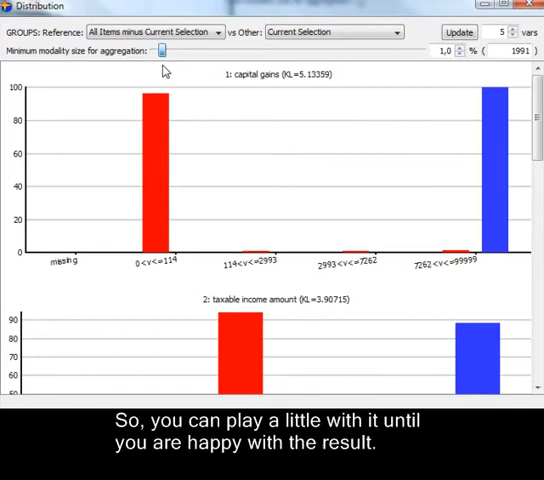 Distribution
GROUPS: Reference: All Items minus Current Selection vs Other: Current Selection Update 5 vars
Minimum modality size for aggregation: 1,0 % ( 1991 )
1: capital gains (KL=5.13359)
100
80
60
40
20
0
missing 0<v<=114 114<v<=2993 2993<v<=7262 7262<v<=99999
2: taxable income amount (KL=3.90715)
90
80
70
60
50
So, you can play a little with it until
you are happy with the result.